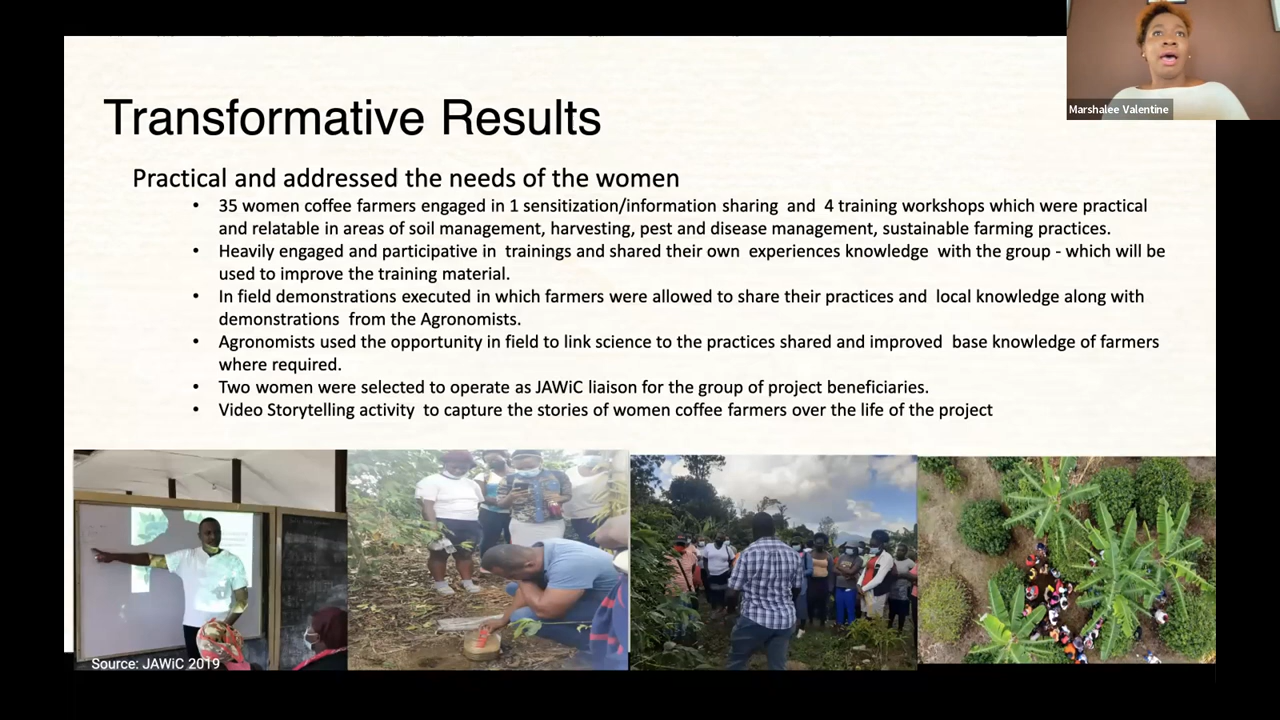 Marshalee Valentine
Transformative Results
Practical and addressed the needs of the women
• 35 women coffee farmers engaged in 1 sensitization/information sharing and 4 training workshops which were practical
and relatable in areas of soil management, harvesting, pest and disease management, sustainable farming practices.
• Heavily engaged and participative in trainings and shared their own experiences knowledge with the group - which will be
used to improve the training material.
• In field demonstrations executed in which farmers were allowed to share their practices and local knowledge along with
demonstrations from the Agronomists.
• Agronomists used the opportunity in field to link science to the practices shared and improved base knowledge of farmers
where required.
• Two women were selected to operate as JAWiC liaison for the group of project beneficiaries.
• Video Storytelling activity to capture the stories of women coffee farmers over the life of the project
Source: JAWiC 2019